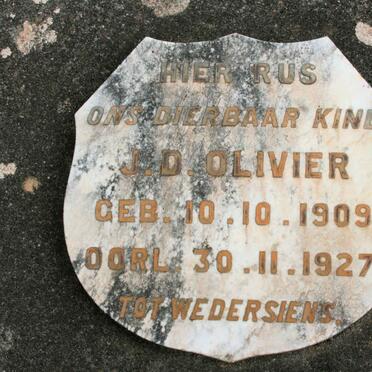 HIER RUS
ONS DIERBAAR KIND
J.D. OLIVIER
GEB. 10.10.1909
OORL. 30.11.1927
TOT WEDERSIENS.